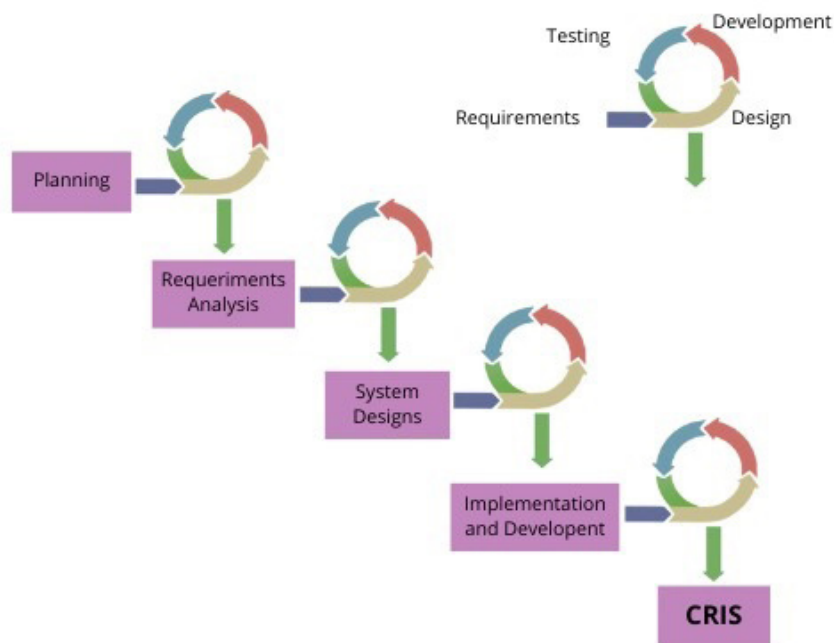 Testing
Development
Requirements
Design
Planning
Requeriments
Analysis
System
Designs
Implementation
and Developent
CRIS